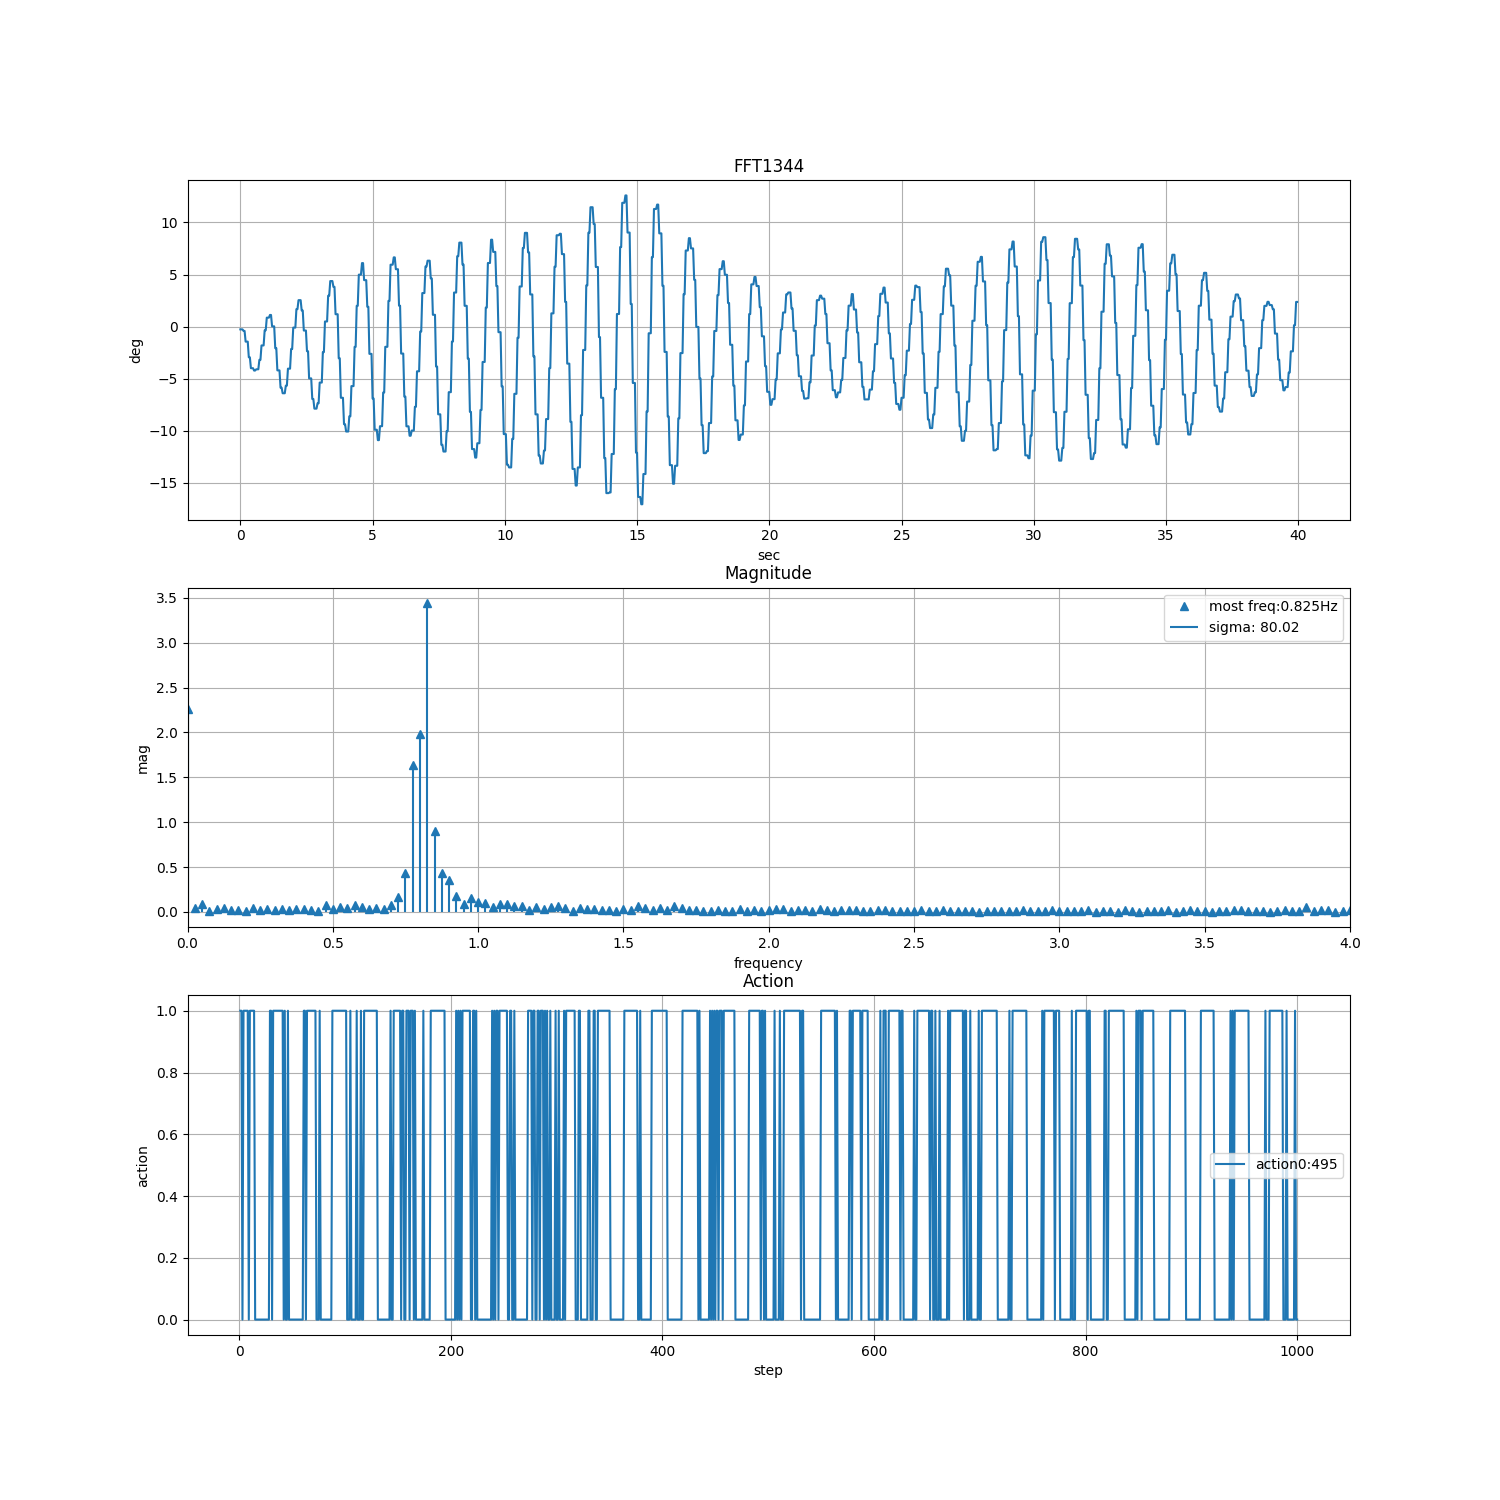 FFT1344
10
5
0
−5
−10
−15
deg
0 5 10 15 20 25 30 35 40
sec
Magnitude
3.5
3.0
2.5
2.0
1.5
1.0
0.5
0.0
mag
most freq:0.825Hz
sigma: 80.02
0.0 0.5 1.0 1.5 2.0 2.5 3.0 3.5 4.0
frequency
Action
1.0
0.8
0.6
0.4
0.2
0.0
action
action0:495
0 200 400 600 800 1000
step